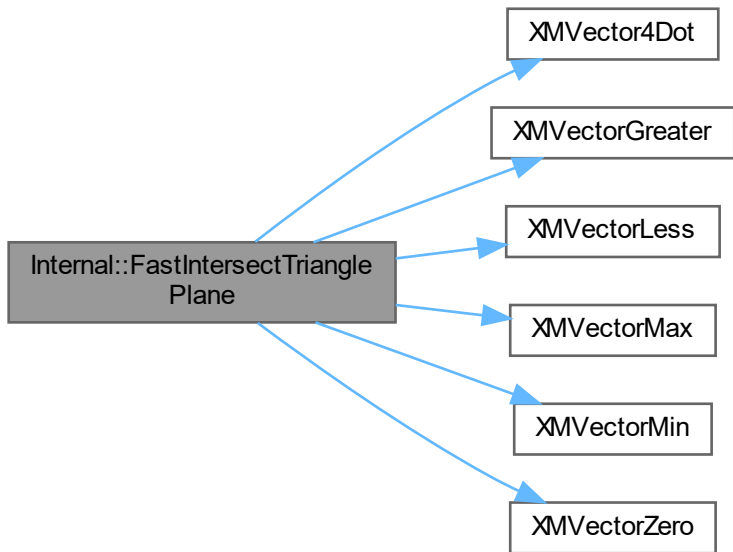 XMVector4Dot
XMVectorGreater
XMVectorLess
Internal::FastIntersectTriangle
Plane
XMVectorMax
XMVectorMin
XMVectorZero